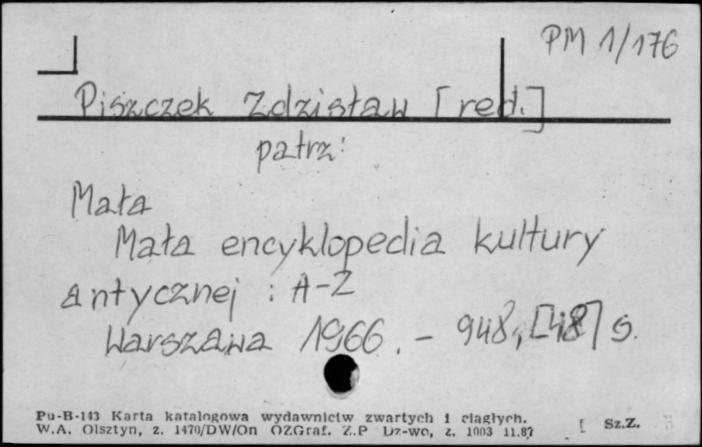 PM 1/176
Piszczek Zdzisław [red.]
patrz:
Mała
Mała encyklopedia kultury
antycznej : A-Z
Warszawa 1966. - 948, [48] s.
Pu-B-143 Karta katalogowa wydawnictw zwartych i ciągłych.
W.A. Olsztyn, z. 1470/DW/On OZGraf. Z.P Dz-wo, z. 1003 11.87
Sz.Z.